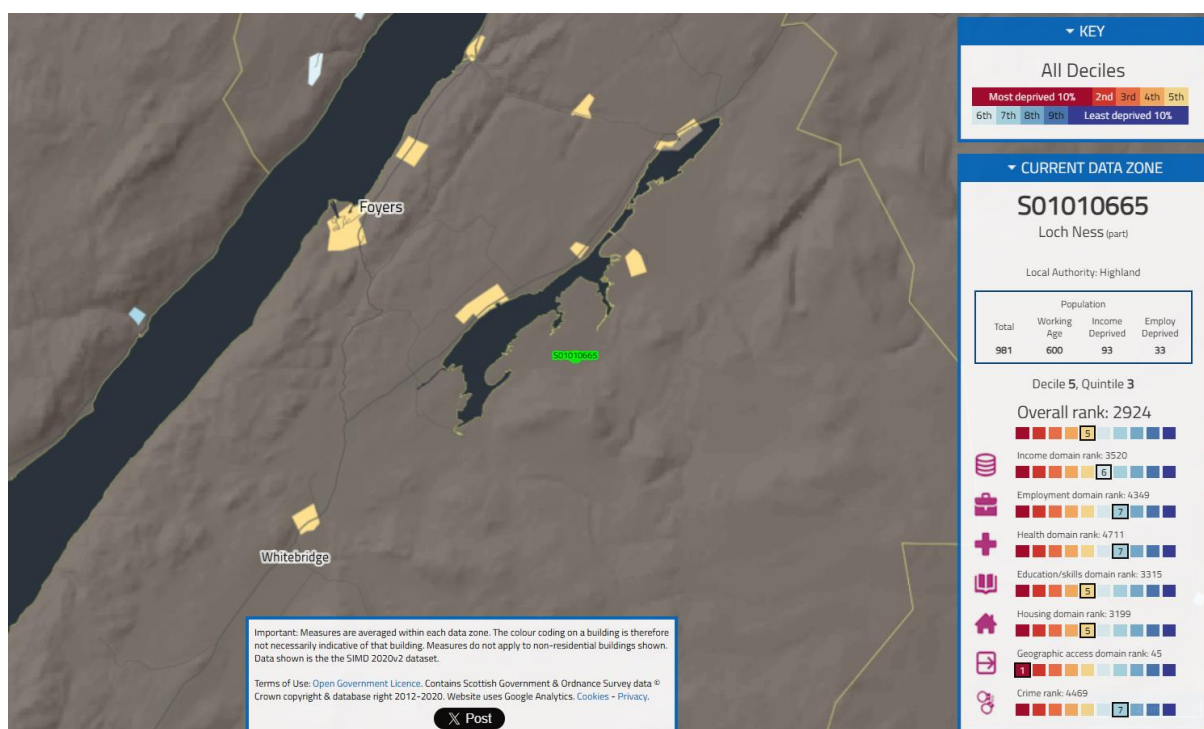 Foyers
S01010665
Whitebridge
Important: Measures are averaged within each data zone. The colour coding on a building is therefore
not necessarily indicative of that building. Measures do not apply to non-residential buildings shown.
Data shown is the the SIMD 2020v2 dataset.
Terms of Use: Open Government Licence. Contains Scottish Government & Ordnance Survey data ©
Crown copyright & database right 2012-2020. Website uses Google Analytics. Cookies - Privacy.
X Post
KEY
All Deciles
Most deprived 10% 2nd 3rd 4th 5th
6th 7th 8th 9th Least deprived 10%
CURRENT DATA ZONE
S01010665
Loch Ness (part)
Local Authority: Highland
Population
Total Working Age Income Deprived Employ Deprived
981 600 93 33
Decile 5, Quintile 3
Overall rank: 2924
5
Income domain rank: 3520
6
Employment domain rank: 4349
7
Health domain rank: 4711
7
Education/skills domain rank: 3315
5
Housing domain rank: 3199
5
Geographic access domain rank: 45
1
Crime rank: 4469
7